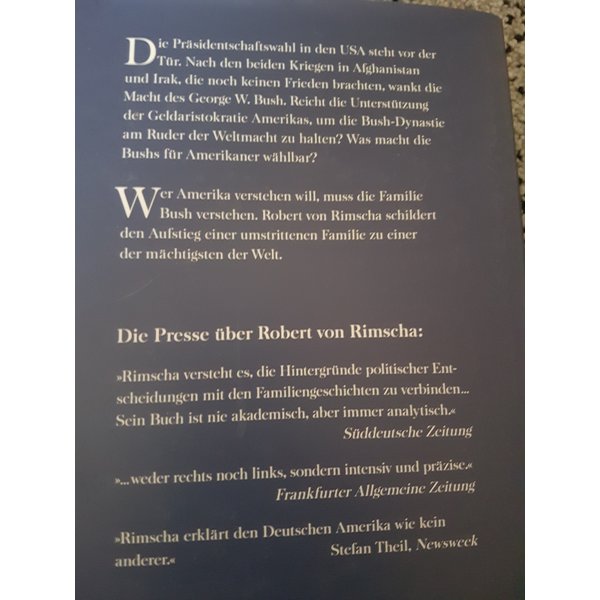 Die Präsidentschaftswahl in den USA steht vor der
Tür. Nach den beiden Kriegen in Afghanistan
und Irak, die noch keinen Frieden brachten, wankt die
Macht des George W. Bush. Reicht die Unterstützung
der Geldaristokratie Amerikas, um die Bush-Dynastie
am Ruder der Weltmacht zu halten? Was macht die
Bushs für Amerikaner wählbar?
Wer Amerika verstehen will, muss die Familie
Bush verstehen. Robert von Rimscha schildert
den Aufstieg einer umstrittenen Familie zu einer
der mächtigsten der Welt.
Die Presse über Robert von Rimscha:
»Rimscha versteht es, die Hintergründe politischer Ent-
scheidungen mit den Familiengeschichten zu verbinden...
Sein Buch ist nie akademisch, aber immer analytisch.«
Süddeutsche Zeitung
»...weder rechts noch links, sondern intensiv und präzise.«
Frankfurter Allgemeine Zeitung
»Rimscha erklärt den Deutschen Amerika wie kein
anderer.« Stefan Theil, Newsweek